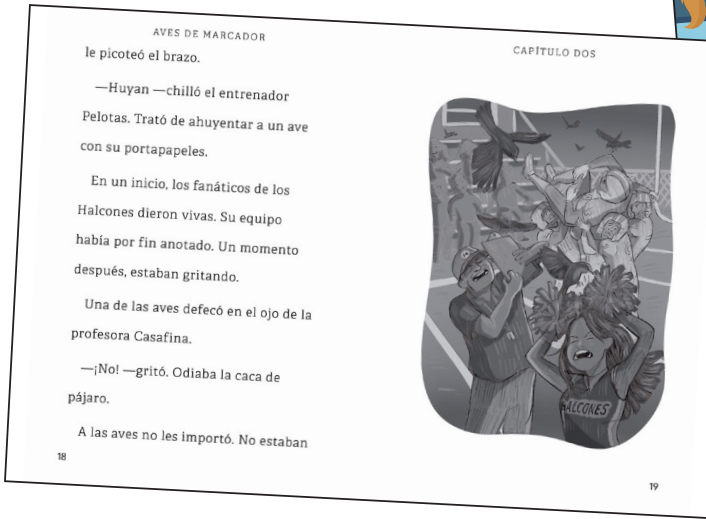 AVES DE MARCADOR
le picoteó el brazo.
—Huyan —chilló el entrenador
Pelotas. Trató de ahuyentar a un ave
con su portapapeles.
En un inicio, los fanáticos de los
Halcones dieron vivas. Su equipo
había por fin anotado. Un momento
después, estaban gritando.
Una de las aves defecó en el ojo de la
profesora Casafina.
—¡No! —gritó. Odiaba la caca de
pájaro.
A las aves no les importó. No estaban
18
CAPÍTULO DOS
HALCONES
19